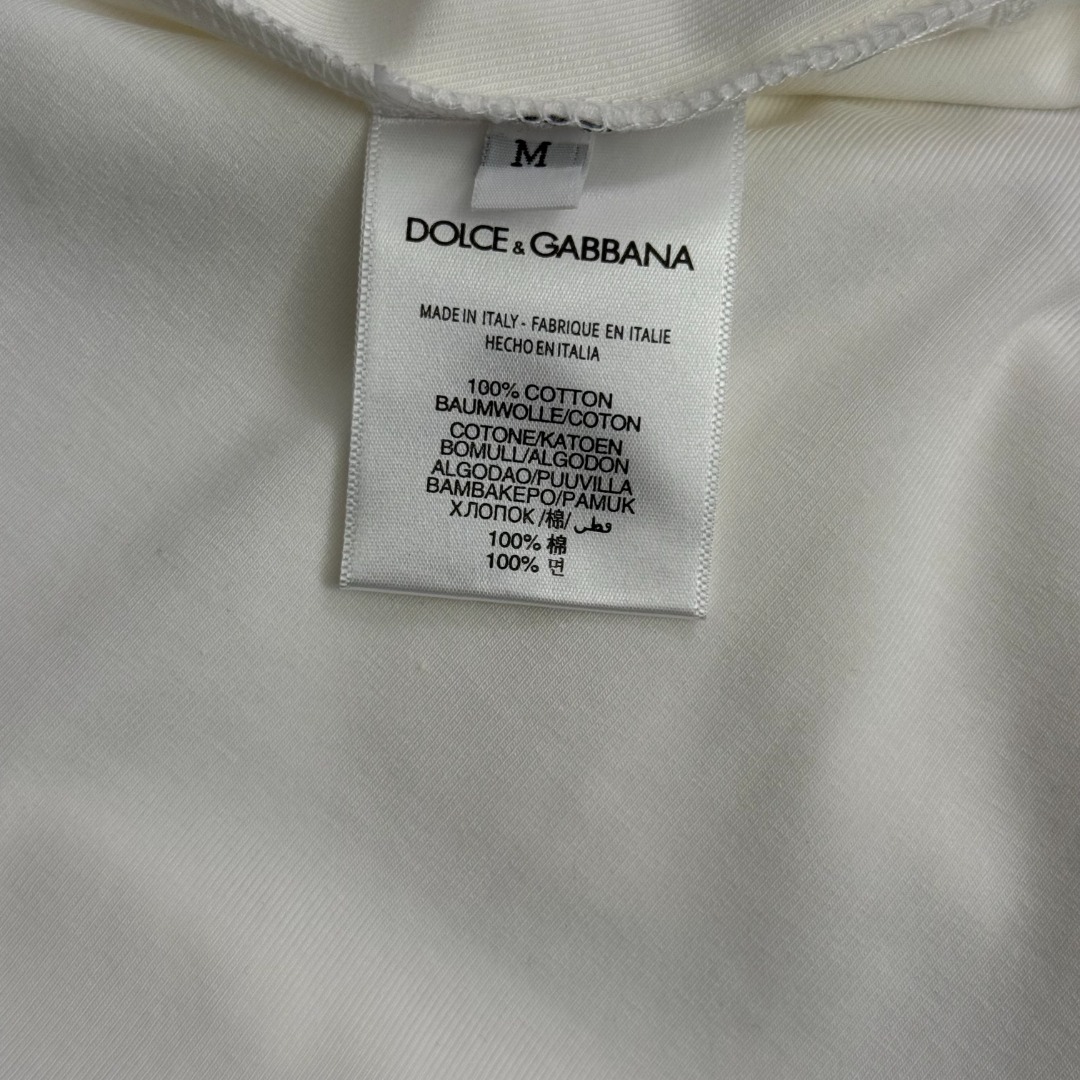 M
DOLCE & GABBANA
MADE IN ITALY - FABRIQUE EN ITALIE
HECHO EN ITALIA
100% COTTON
BAUMWOLLE/COTON
COTONE/KATOEN
BOMULL/ALGODON
ALGODAO/PUUVILLA
BAMBAKEPO/PAMUK
ХЛОПОК /棉/ قطن
100% 棉
100% 면